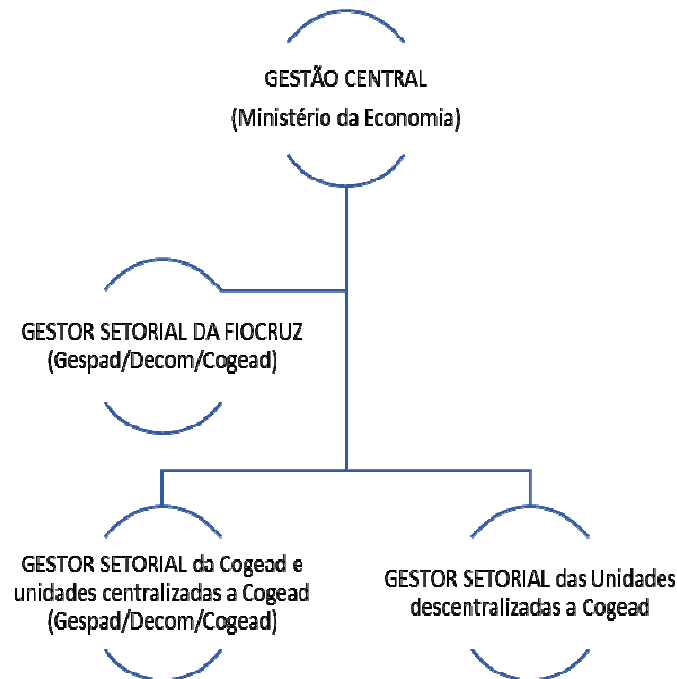 GESTÃO CENTRAL
(Ministério da Economia)
GESTOR SETORIAL DA FIOCRUZ
(Gespad/Decom/Cogead)
GESTOR SETORIAL da Cogead e
unidades centralizadas a Cogead
(Gespad/Decom/Cogead)
GESTOR SETORIAL das Unidades
descentralizadas a Cogead